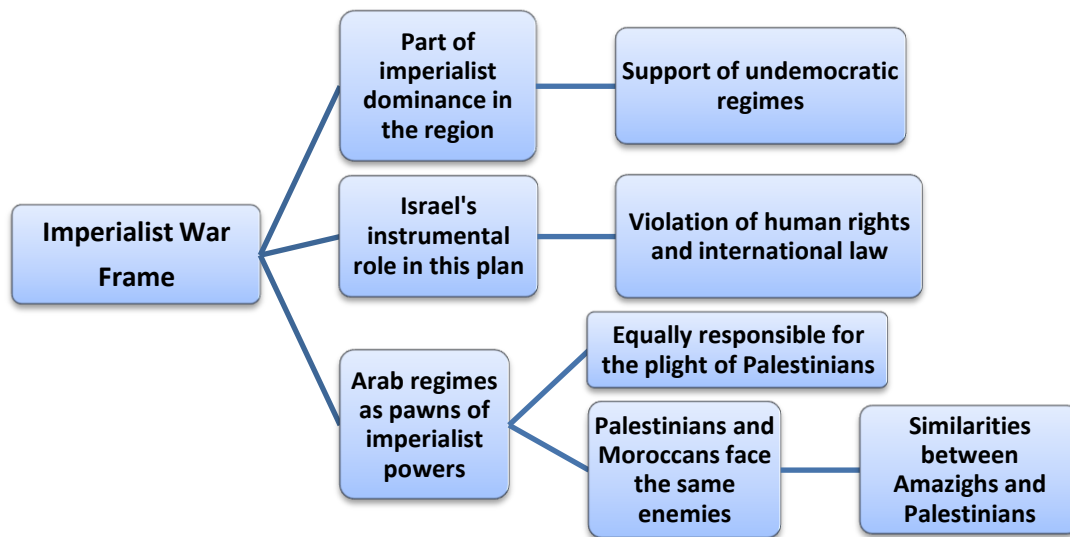 Imperialist War
Frame
Part of
imperialist
dominance in
the region
Support of undemocratic
regimes
Israel's
instrumental
role in this plan
Violation of human rights
and international law
Arab regimes
as pawns of
imperialist
powers
Equally responsible for
the plight of Palestinians
Palestinians and
Moroccans face
the same
enemies
Similarities
between
Amazighs and
Palestinians